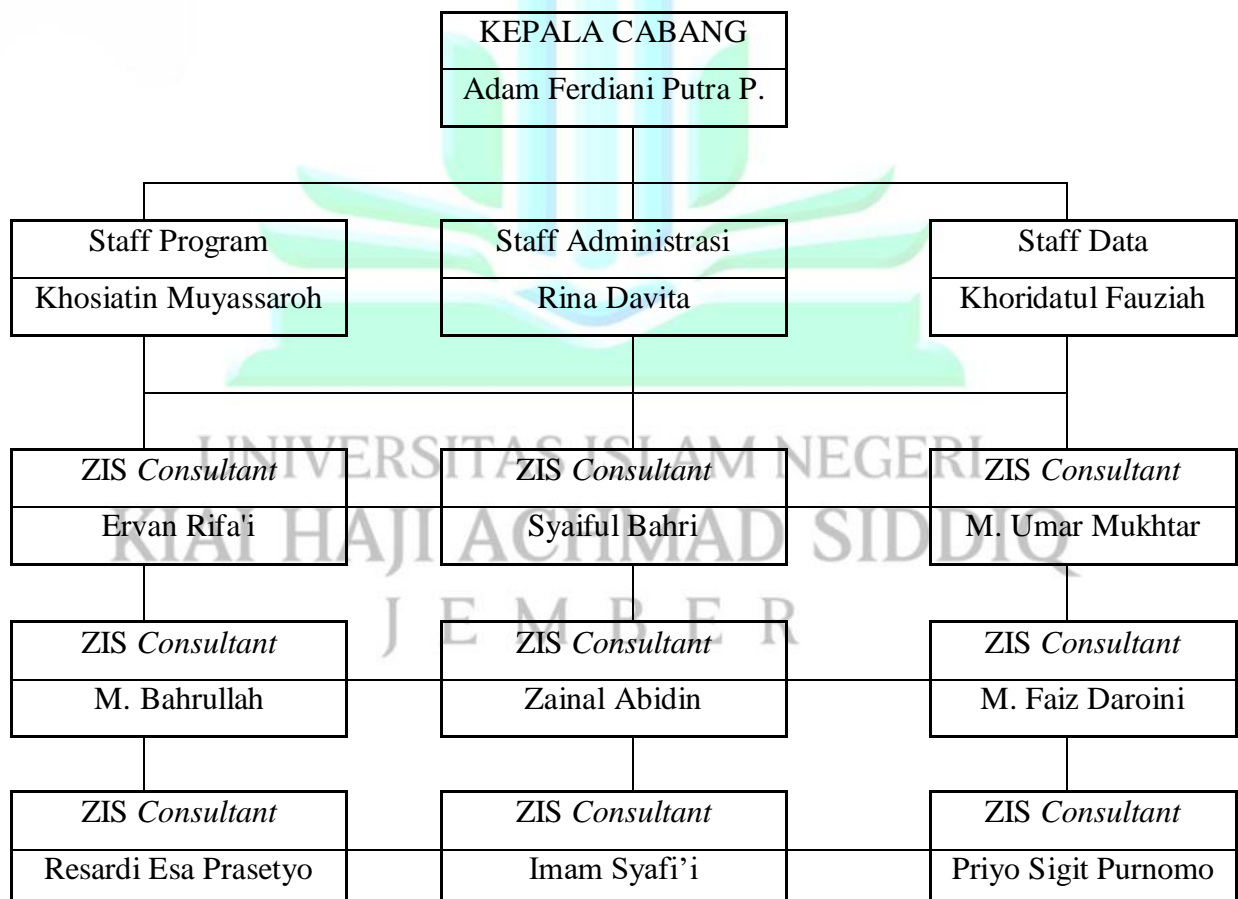 KEPALA CABANG
Adam Ferdiani Putra P.
Staff Program
Khosiatin Muyassaroh
Staff Administrasi
Rina Davita
Staff Data
Khoridatul Fauziah
UNIVERSITAS ISLAM NEGERI
KIAI HAJI ACHMAD SIDDIQ
JEMBER
ZIS Consultant
Ervan Rifa'i
ZIS Consultant
Syaiful Bahri
ZIS Consultant
M. Umar Mukhtar
ZIS Consultant
M. Bahrullah
ZIS Consultant
Zainal Abidin
ZIS Consultant
M. Faiz Daroini
ZIS Consultant
Resardi Esa Prasetyo
ZIS Consultant
Imam Syafi’i
ZIS Consultant
Priyo Sigit Purnomo